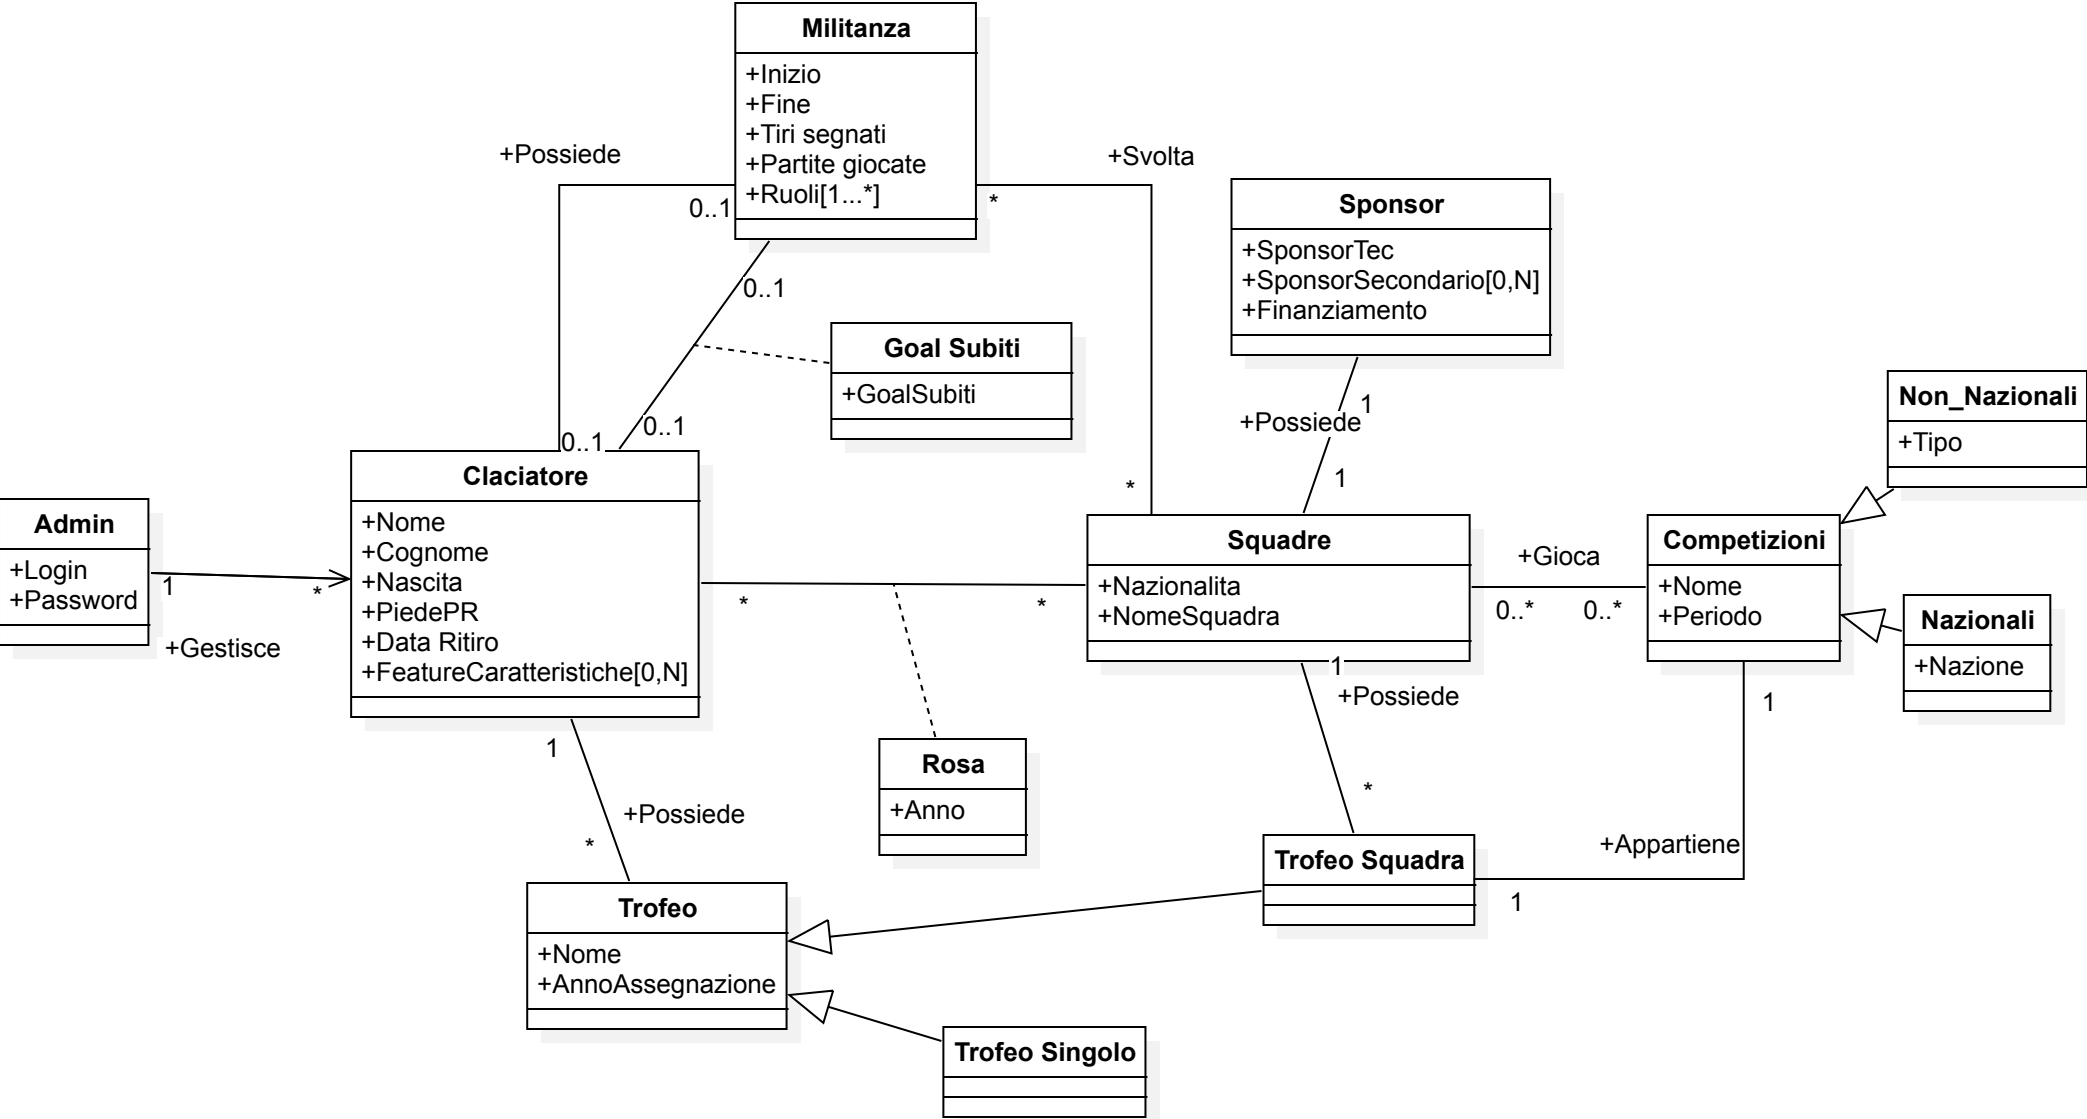 Militanza
+Inizio
+Fine
+Tiri segnati
+Partite giocate
+Ruoli[1...*]
+Possiede
0..1
+Svolta
*
Sponsor
+SponsorTec
+SponsorSecondario[0,N]
+Finanziamento
0..1
Goal Subiti
+GoalSubiti
0..1
0..1
1
+Possiede
1
*
Non_Nazionali
+Tipo
Claciatore
+Nome
+Cognome
+Nascita
+PiedePR
+Data Ritiro
+FeatureCaratteristiche[0,N]
Admin
+Login
+Password
1
*
+Gestisce
Squadre
+Nazionalita
+NomeSquadra
*
*
+Gioca
0..*
0..*
Competizioni
+Nome
+Periodo
Nazionali
+Nazione
1
+Possiede
*
1
1
+Possiede
*
Rosa
+Anno
Trofeo Squadra
+Appartiene
1
Trofeo
+Nome
+AnnoAssegnazione
Trofeo Singolo